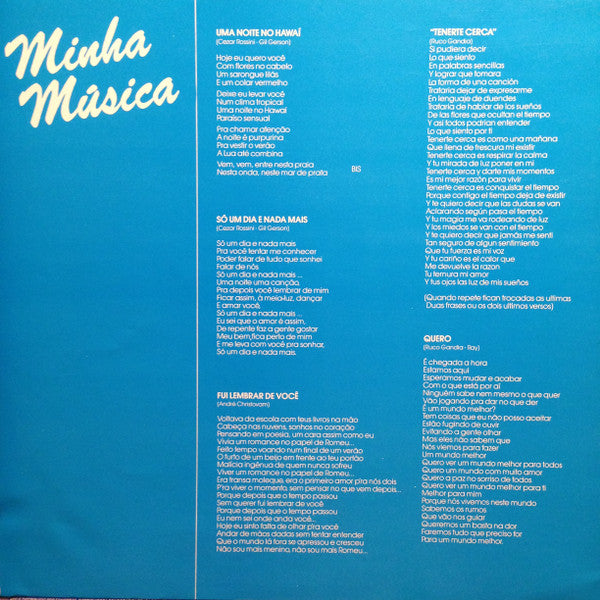 Minha
Música
UMA NOITE NO HAWAÍ
(Cezar Rossini - Gil Gerson)
Hoje eu quero você
Com flores no cabelo
Um sarongue lilás
E um colar vermelho
Deixe eu levar você
Num clima tropical
Uma noite no Hawaí
Paraíso sensual
Pra chamar atenção
A noite é purpurina
Pra vestir o verão
A Lua até combina
Vem, vem, entre nesta praia
Nesta onda, neste mar de prata
BIS
SÓ UM DIA E NADA MAIS
(Cezar Rossini - Gil Gerson)
Só um dia e nada mais
Pra você tentar me conhecer
Poder falar de tudo que sonhei
Falar de nós
Só um dia e nada mais ...
Uma noite uma canção,
Pra depois você lembrar de mim
Ficar assim, à meia-luz, dançar
E amar você,
Só um dia e nada mais ...
Eu sei que o amor é assim,
De repente faz a gente gostar
Meu bem, fica perto de mim
E me leva com você pra sonhar,
Só um dia e nada mais.
FUI LEMBRAR DE VOCÊ
(André Christovam)
Voltava da escola com teus livros na mão
Cabeça nas nuvens, sonhos no coração
Pensando em poesia, um cara assim como eu
Vivia um romance no papel de Romeu...
Feito tempo voando num final de um verão
O furto de um beijo em frente ao teu portão
Malícia ingênua de quem nunca sofreu
Viver um romance no papel de Romeu...
Era transa moleque, era o primeiro amor p'ra nós dois
P'ra viver o momento, sem pensar no que vem depois...
Porque depois que o tempo passou
Sem querer fui lembrar de você
Porque depois que o tempo passou
Eu nem sei onde anda você...
Hoje eu sinto falta de olhar p'ra você
Andar de mãos dadas sem tentar entender
Que o mundo lá fora se apressou e cresceu
Não sou mais menino, não sou mais Romeu...
"TENERTE CERCA"
(Ruco Gandia)
Si pudiera decir
Lo que siento
En palabras sencillas
Y lograr que tomara
La forma de una canción
Trataria dejar de expresarme
En lenguaje de duendes
Trataria de hablar de los sueños
De las flores que ocultan el tiempo
Y asi todos podrian entender
Lo que siento por ti
Tenerte cerca es como una mañana
Que llena de frescura mi existir
Tenerte cerca es respirar la calma
Y tu mirada de luz poner en mi
Tenerte cerca y darte mis momentos
Es mi mejor razón para vivir
Tenerte cerca es conquistar el tiempo
Porque contigo el tiempo deja de existir
Y te quiero decir que las dudas se van
Aclarando según pasa el tiempo
Y tu magia me va rodeando de luz
Y los miedos se van con el tiempo
Y te quiero decir que jamás me senti
Tan seguro de algun sentimiento
Que tu fuerza es mi voz
Y tu cariño es el calor que
Me devuelve la razon
Tu ternura mi amor
Y tus ojos las luz de mis sueños
(Quando repete fican trocadas as ultimas
Duas frases ou os dois ultimos versos)
QUERO
(Ruco Gandia - Ray)
É chegada a hora
Estamos aqui
Esperamos mudar e acabar
Com o que está por aí
Ninguém sabe nem mesmo o que quer
Vão jogando pra dar no que der
É um mundo melhor?
Tem coisas que eu não posso aceitar
Estão fugindo de ouvir
Evitando a gente olhar
Mas eles não sabem que
Nós viemos para fazer
Um mundo melhor
Quero ver um mundo melhor para todos
Quero um mundo com muito amor
Quero a paz no sorriso de todos
Quero ver um mundo melhor para ti
Melhor para mim
Porque nós vivemos neste mundo
Sabemos os rumos
Que vão nos guiar
Queremos um basta na dor
Faremos tudo que preciso for
Para um mundo melhor.